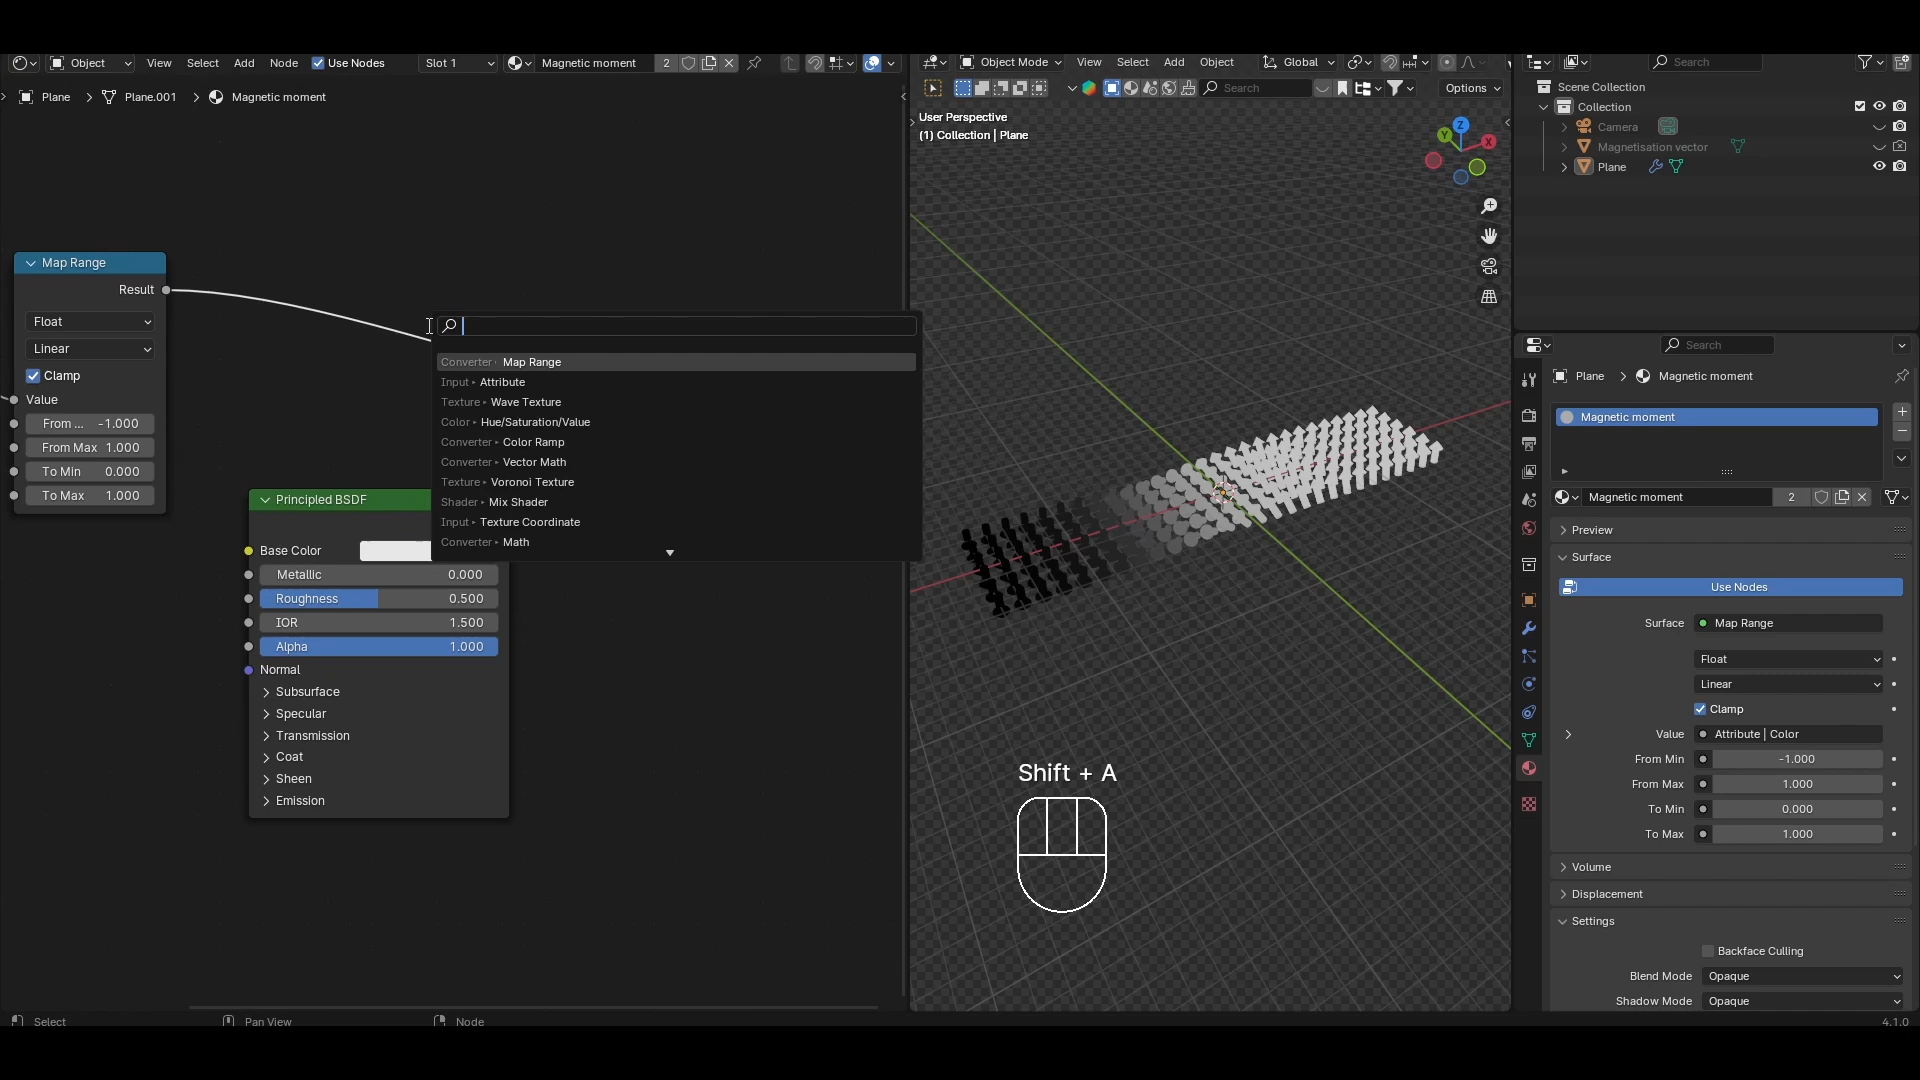 Object
View
Select
Add
Node
Use Nodes
Slot 1
Magnetic moment
2
Plane
Plane.001
Magnetic moment
Map Range
Result
Float
Linear
Clamp
Value
From ... -1.000
From Max 1.000
To Min 0.000
To Max 1.000
Converter
Map Range
Input
Attribute
Texture
Wave Texture
Color
Hue/Saturation/Value
Converter
Color Ramp
Converter
Vector Math
Texture
Voronoi Texture
Shader
Mix Shader
Input
Texture Coordinate
Converter
Math
Principled BSDF
Base Color
Metallic 0.000
Roughness 0.500
IOR 1.500
Alpha 1.000
Normal
Subsurface
Specular
Transmission
Coat
Sheen
Emission
Select
Pan View
Node
Object Mode
View
Select
Add
Object
Global
Search
Options
User Perspective
(1) Collection | Plane
Z
Y
X
Shift + A
Search
Scene Collection
Collection
Camera
Magnetisation vector
Plane
Search
Plane
Magnetic moment
Magnetic moment
Magnetic moment
2
Preview
Surface
Use Nodes
Surface Map Range
Float
Linear
Clamp
Value Attribute | Color
From Min -1.000
From Max 1.000
To Min 0.000
To Max 1.000
Volume
Displacement
Settings
Backface Culling
Blend Mode Opaque
Shadow Mode Opaque
4.1.0